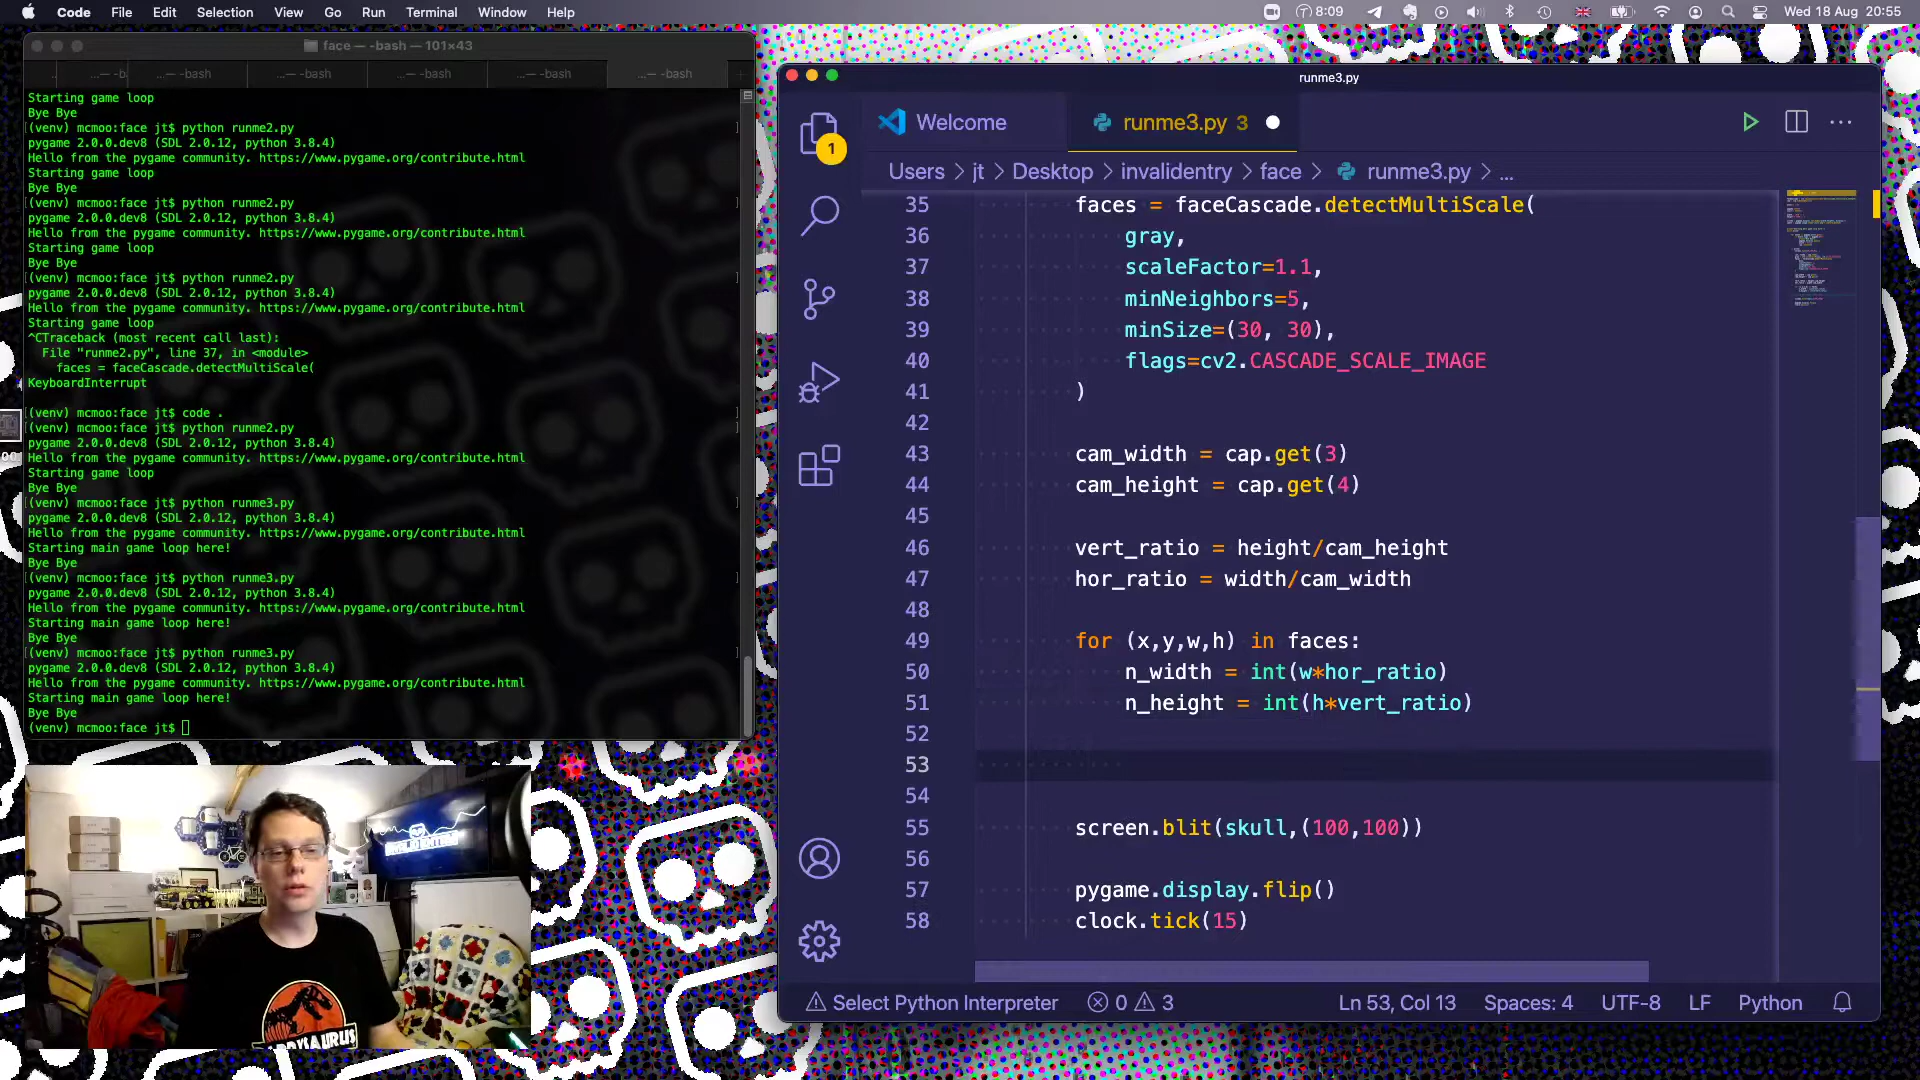 Code File Edit Selection View Go Run Terminal Window Help
8:09 Wed 18 Aug 20:55
face — -bash — 101×43
...— -b. ...— -bash ...— -bash ...— -bash ...— -bash ...— -bash
Starting game loop
Bye Bye
(venv) mcmoo:face jt$ python runme2.py
pygame 2.0.0.dev8 (SDL 2.0.12, python 3.8.4)
Hello from the pygame community. https://www.pygame.org/contribute.html
Starting game loop
Bye Bye
(venv) mcmoo:face jt$ python runme2.py
pygame 2.0.0.dev8 (SDL 2.0.12, python 3.8.4)
Hello from the pygame community. https://www.pygame.org/contribute.html
Starting game loop
Bye Bye
(venv) mcmoo:face jt$ python runme2.py
pygame 2.0.0.dev8 (SDL 2.0.12, python 3.8.4)
Hello from the pygame community. https://www.pygame.org/contribute.html
Starting game loop
^CTraceback (most recent call last):
File "runme2.py", line 37, in <module>
faces = faceCascade.detectMultiScale(
KeyboardInterrupt
(venv) mcmoo:face jt$ code .
(venv) mcmoo:face jt$ python runme2.py
pygame 2.0.0.dev8 (SDL 2.0.12, python 3.8.4)
Hello from the pygame community. https://www.pygame.org/contribute.html
Starting game loop
Bye Bye
(venv) mcmoo:face jt$ python runme3.py
pygame 2.0.0.dev8 (SDL 2.0.12, python 3.8.4)
Hello from the pygame community. https://www.pygame.org/contribute.html
Starting main game loop here!
Bye Bye
(venv) mcmoo:face jt$ python runme3.py
pygame 2.0.0.dev8 (SDL 2.0.12, python 3.8.4)
Hello from the pygame community. https://www.pygame.org/contribute.html
Starting main game loop here!
Bye Bye
(venv) mcmoo:face jt$ python runme3.py
pygame 2.0.0.dev8 (SDL 2.0.12, python 3.8.4)
Hello from the pygame community. https://www.pygame.org/contribute.html
Starting main game loop here!
Bye Bye
(venv) mcmoo:face jt$
runme3.py
1
Welcome runme3.py 3
Users > jt > Desktop > invalidentry > face > runme3.py > ...
35 faces = faceCascade.detectMultiScale(
36 gray,
37 scaleFactor=1.1,
38 minNeighbors=5,
39 minSize=(30, 30),
40 flags=cv2.CASCADE_SCALE_IMAGE
41 )
42
43 cam_width = cap.get(3)
44 cam_height = cap.get(4)
45
46 vert_ratio = height/cam_height
47 hor_ratio = width/cam_width
48
49 for (x,y,w,h) in faces:
50 n_width = int(w*hor_ratio)
51 n_height = int(h*vert_ratio)
52
53
54
55 screen.blit(skull,(100,100))
56
57 pygame.display.flip()
58 clock.tick(15)
Select Python Interpreter 0 3 Ln 53, Col 13 Spaces: 4 UTF-8 LF Python